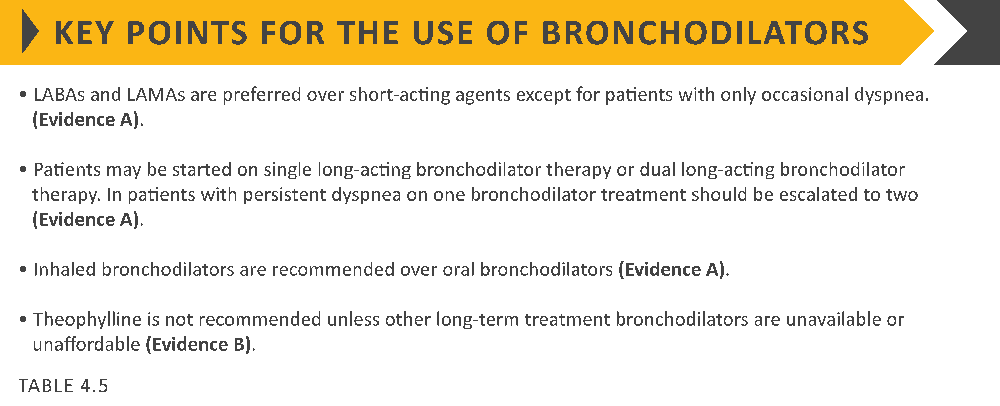 KEY POINTS FOR THE USE OF BRONCHODILATORS
• LABAs and LAMAs are preferred over short-acting agents except for patients with only occasional dyspnea.
(Evidence A).
• Patients may be started on single long-acting bronchodilator therapy or dual long-acting bronchodilator
therapy. In patients with persistent dyspnea on one bronchodilator treatment should be escalated to two
(Evidence A).
• Inhaled bronchodilators are recommended over oral bronchodilators (Evidence A).
• Theophylline is not recommended unless other long-term treatment bronchodilators are unavailable or
unaffordable (Evidence B).
TABLE 4.5